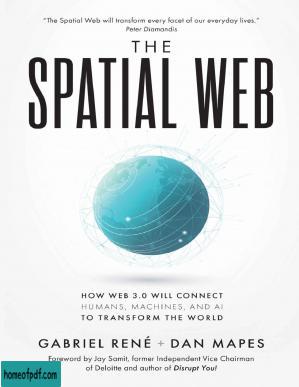 "The Spatial Web will transform every facet of our everyday lives."
Peter Diamandis
THE
SPATIAL WEB
HOW WEB 3.0 WILL CONNECT
HUMANS, MACHINES, AND AI
TO TRANSFORM THE WORLD
GABRIEL RENÉ + DAN MAPES
Foreword by Jay Samit, former Independent Vice Chairman
of Deloitte and author of Disrupt You!
homeofpdf.com